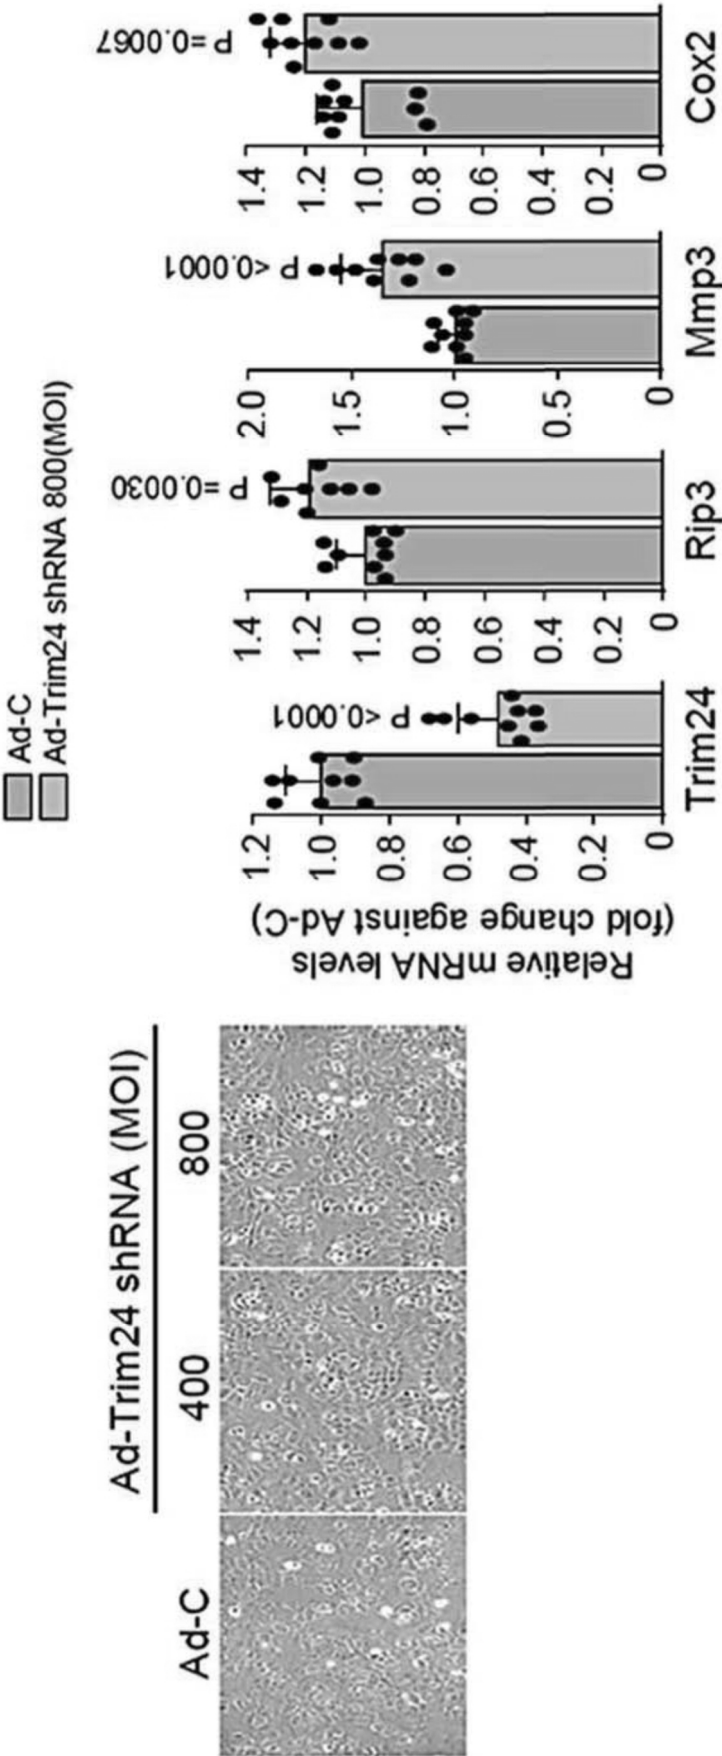 Ad-C
Ad-Trim24 shRNA 800(MOI)
Ad-Trim24 shRNA (MOI)
Ad-C
400
800
Relative mRNA levels
(fold change against Ad-C)
1.2
1.0
0.8
0.6
0.4
0.2
0
P <0.0001
Trim24
1.4
1.2
1.0
0.8
0.6
0.4
0.2
0
P =0.0030
Rip3
2.0
1.5
1.0
0.5
0
P <0.0001
Mmp3
1.4
1.2
1.0
0.8
0.6
0.4
0.2
0
P =0.0067
Cox2